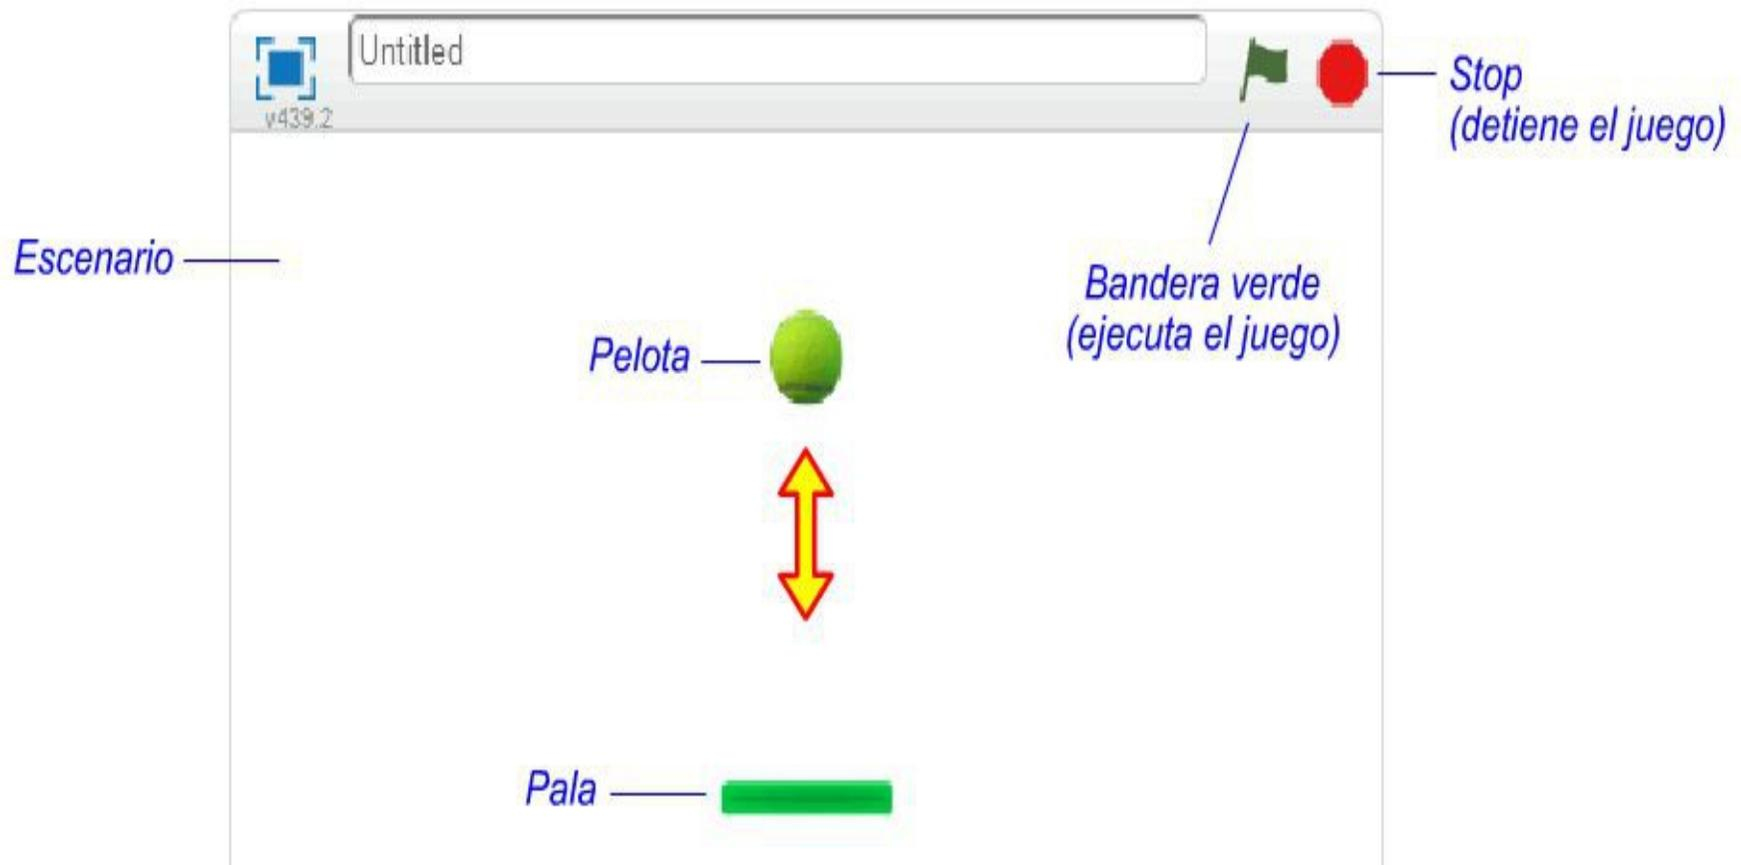 Untitled
v439.2
Stop
(detiene el juego)
Escenario
Bandera verde
(ejecuta el juego)
Pelota
Pala